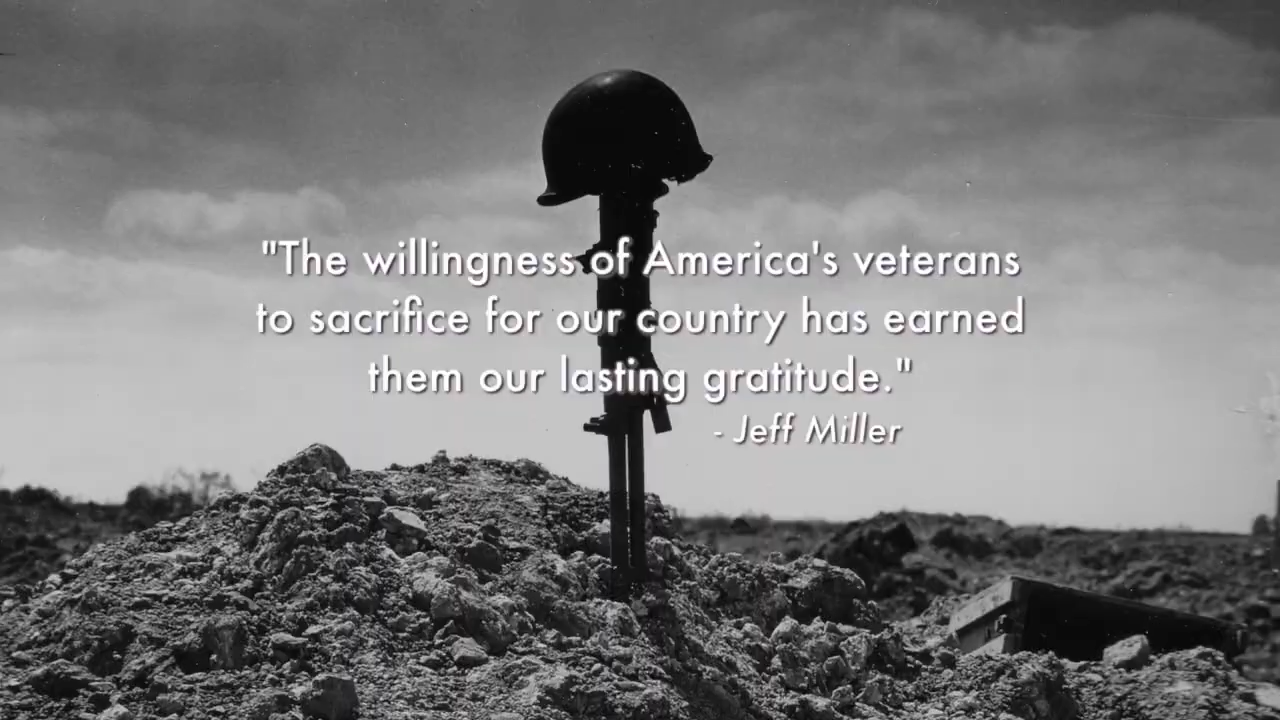 "The willingness of America's veterans
to sacrifice for our country has earned
them our lasting gratitude."
- Jeff Miller